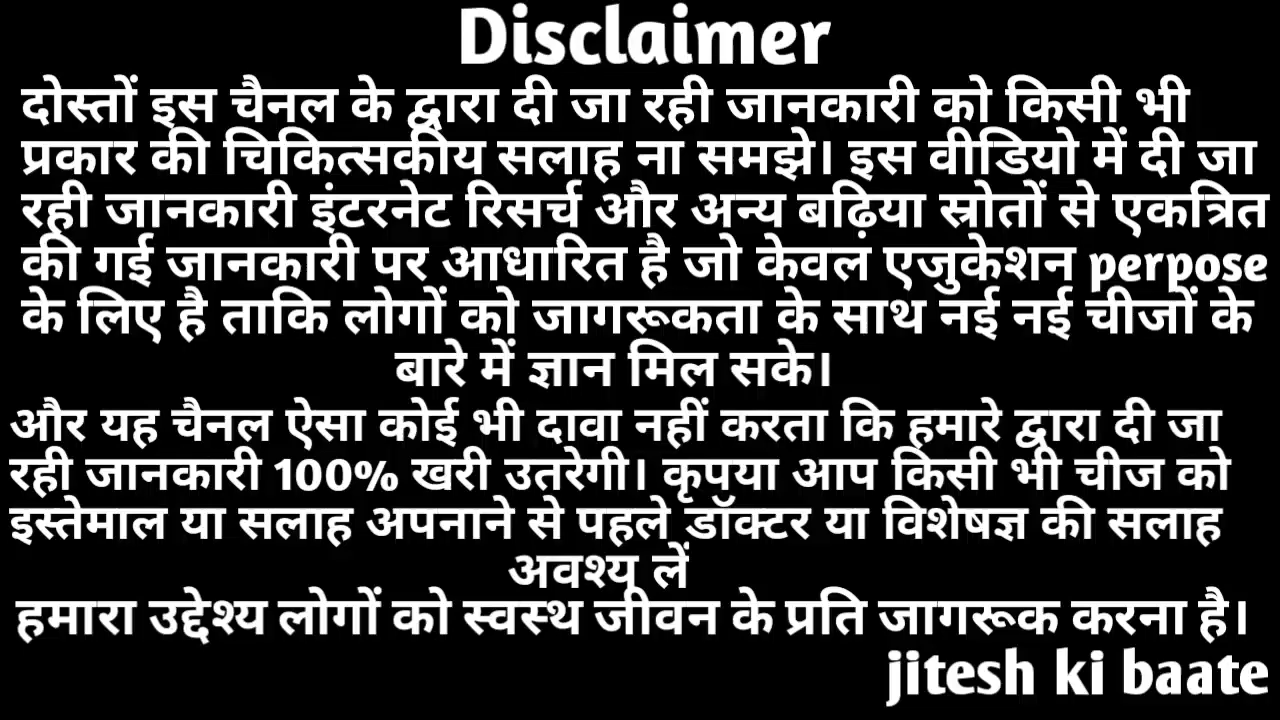 Disclaimer
दोस्तों इस चैनल के द्वारा दी जा रही जानकारी को किसी भी
प्रकार की चिकित्सकीय सलाह ना समझे। इस वीडियो में दी जा
रही जानकारी इंटरनेट रिसर्च और अन्य बढ़िया स्रोतों से एकत्रित
की गई जानकारी पर आधारित है जो केवल एजुकेशन perpose
के लिए है ताकि लोगों को जागरूकता के साथ नई नई चीजों के
बारे में ज्ञान मिल सके।
और यह चैनल ऐसा कोई भी दावा नहीं करता कि हमारे द्वारा दी जा
रही जानकारी 100% खरी उतरेगी। कृपया आप किसी भी चीज को
इस्तेमाल या सलाह अपनाने से पहले डॉक्टर या विशेषज्ञ की सलाह
अवश्य लें
हमारा उद्देश्य लोगों को स्वस्थ जीवन के प्रति जागरूक करना है।
jitesh ki baate